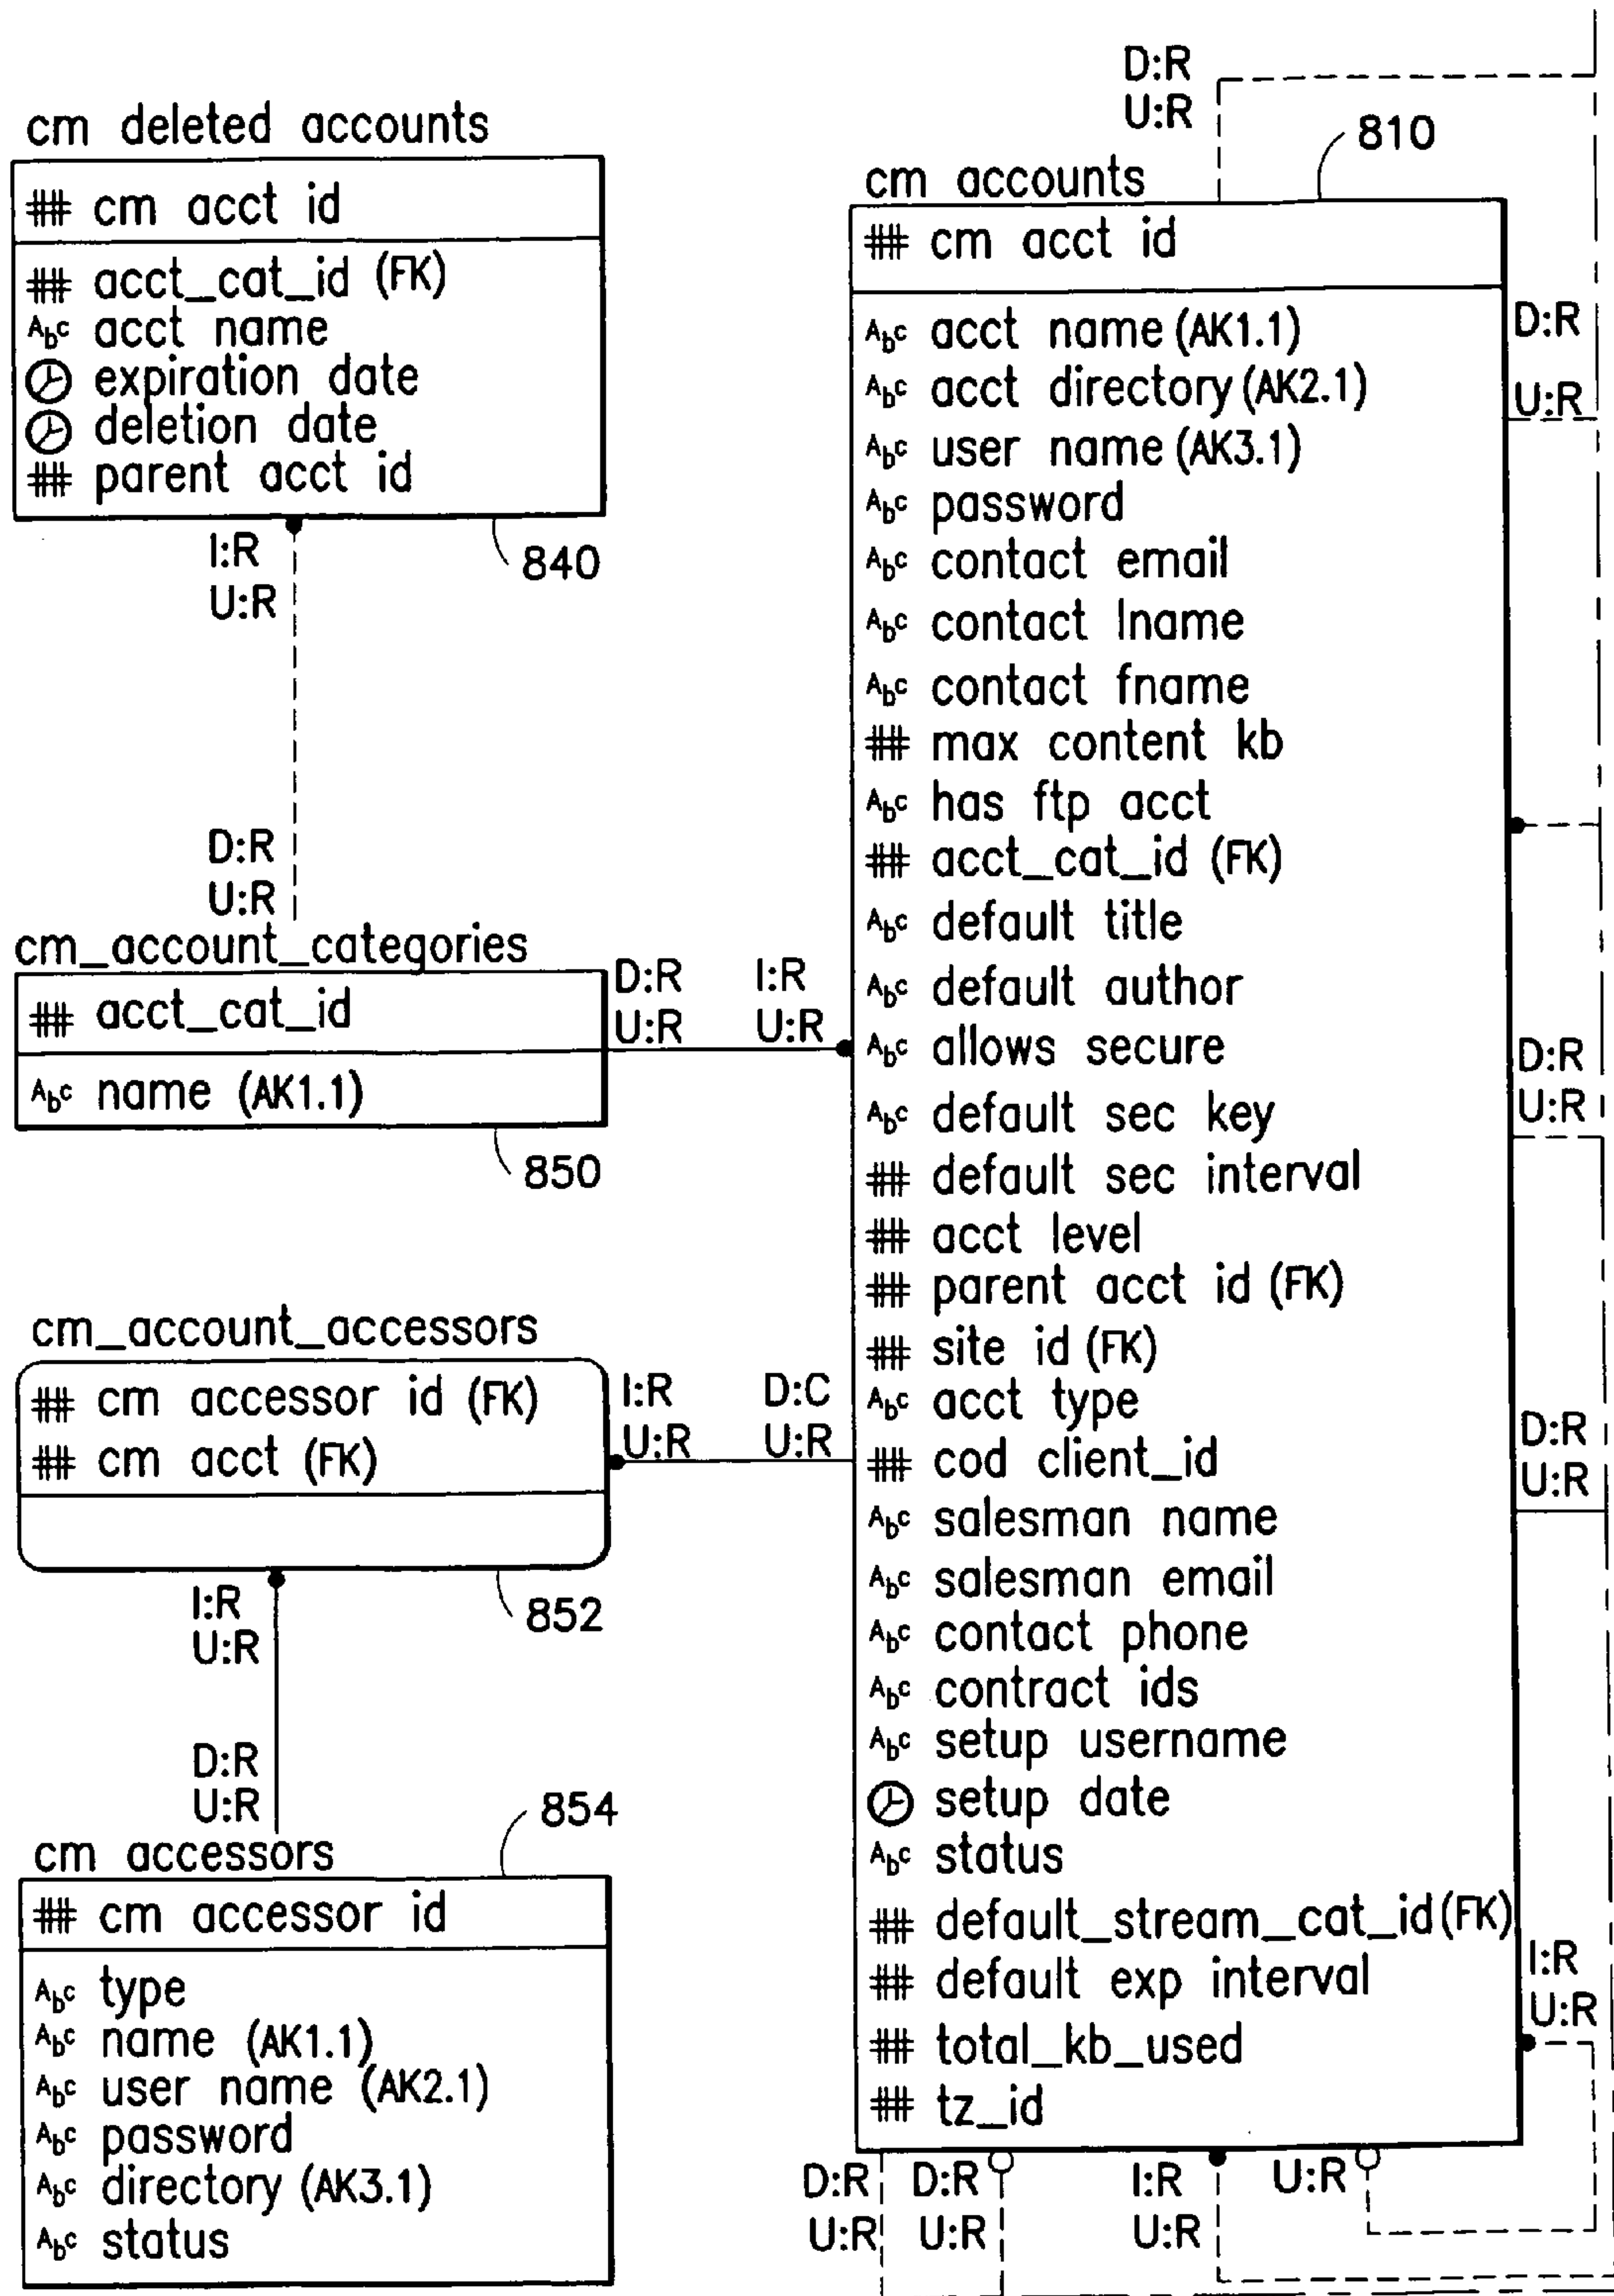 cm deleted accounts
## cm acct id
## acct_cat_id (FK)
Abc acct name
expiration date
deletion date
## parent acct id
I:R
U:R
840
D:R
U:R
cm_account_categories
## acct_cat_id
Abc name (AK1.1)
850
D:R
U:R
I:R
U:R
cm_account_accessors
## cm accessor id (FK)
## cm acct (FK)
852
I:R
U:R
D:C
U:R
I:R
U:R
D:R
U:R
854
cm accessors
## cm accessor id
Abc type
Abc name (AK1.1)
Abc user name (AK2.1)
Abc password
Abc directory (AK3.1)
Abc status
D:R
U:R
810
cm accounts
## cm acct id
Abc acct name (AK1.1)
Abc acct directory (AK2.1)
Abc user name (AK3.1)
Abc password
Abc contact email
Abc contact lname
Abc contact fname
## max content kb
Abc has ftp acct
## acct_cat_id (FK)
Abc default title
Abc default author
Abc allows secure
Abc default sec key
## default sec interval
## acct level
## parent acct id (FK)
## site id (FK)
Abc acct type
## cod client_id
Abc salesman name
Abc salesman email
Abc contact phone
Abc contract ids
Abc setup username
setup date
Abc status
## default_stream_cat_id (FK)
## default exp interval
## total_kb_used
## tz_id
D:R
U:R
D:R
U:R
D:R
U:R
I:R
U:R
D:R
U:R
D:R
U:R
I:R
U:R
U:R